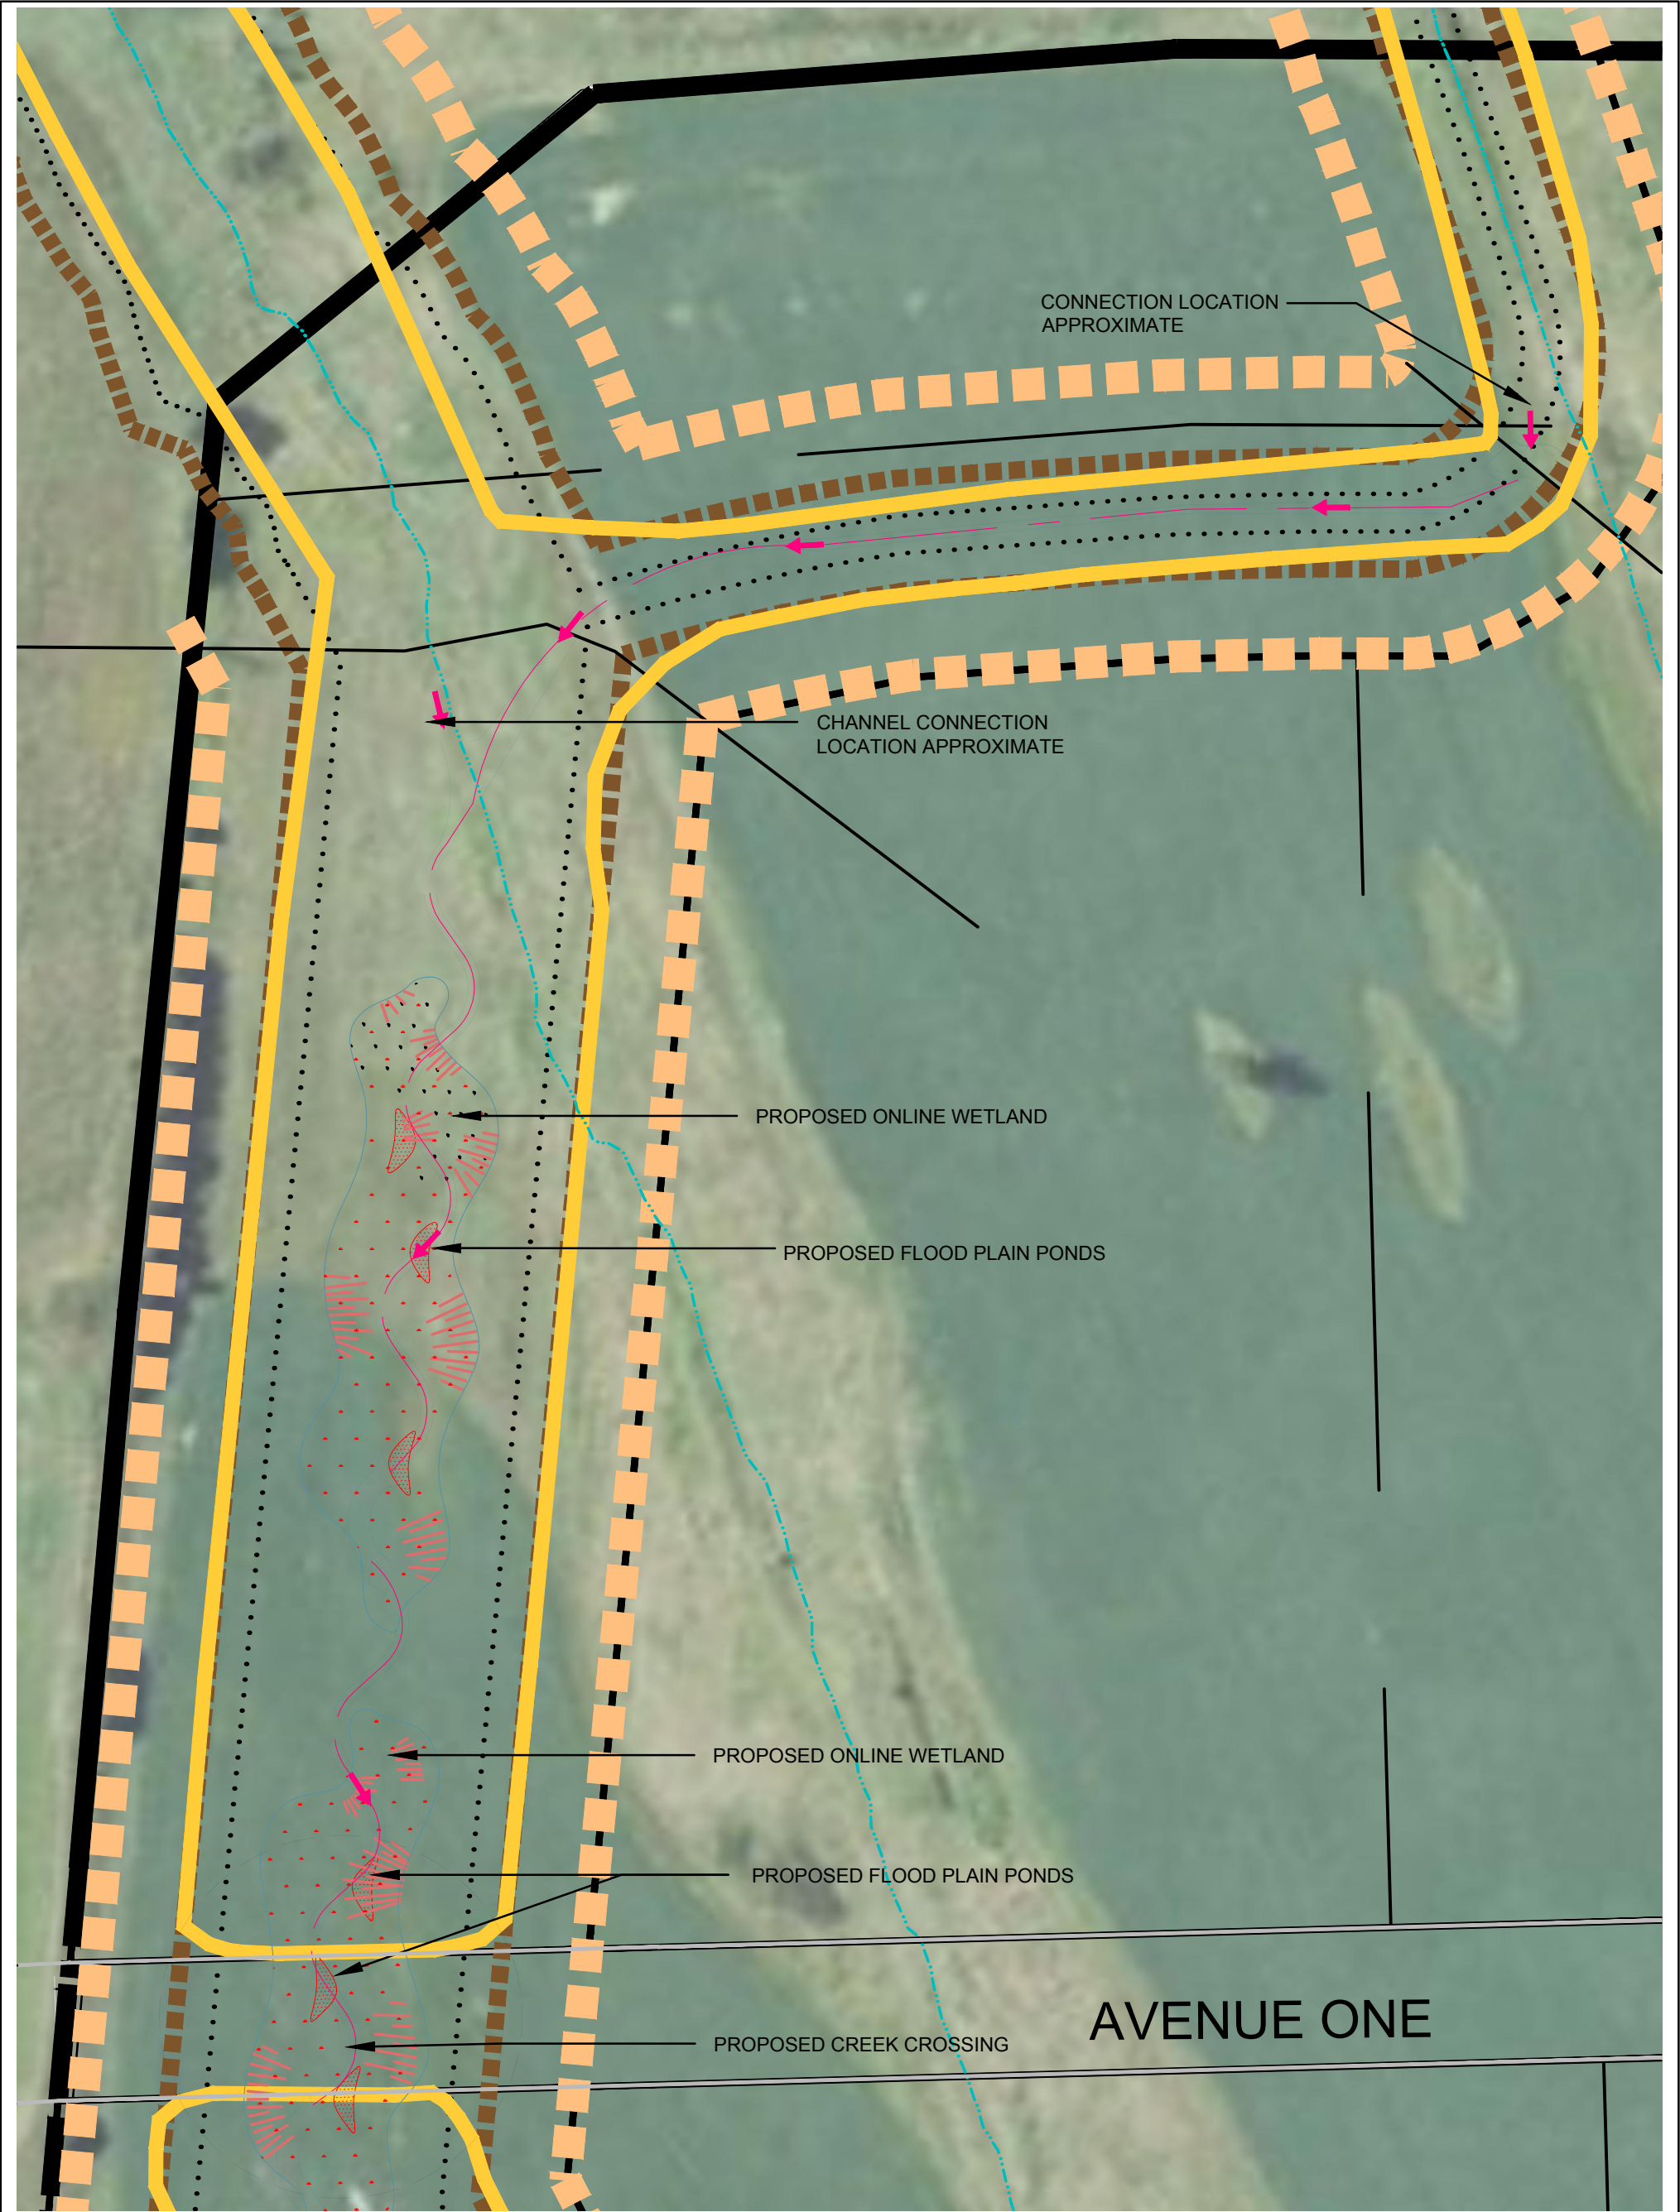 CONNECTION LOCATION
APPROXIMATE
CHANNEL CONNECTION
LOCATION APPROXIMATE
PROPOSED ONLINE WETLAND
PROPOSED FLOOD PLAIN PONDS
PROPOSED ONLINE WETLAND
PROPOSED FLOOD PLAIN PONDS
AVENUE ONE
PROPOSED CREEK CROSSING